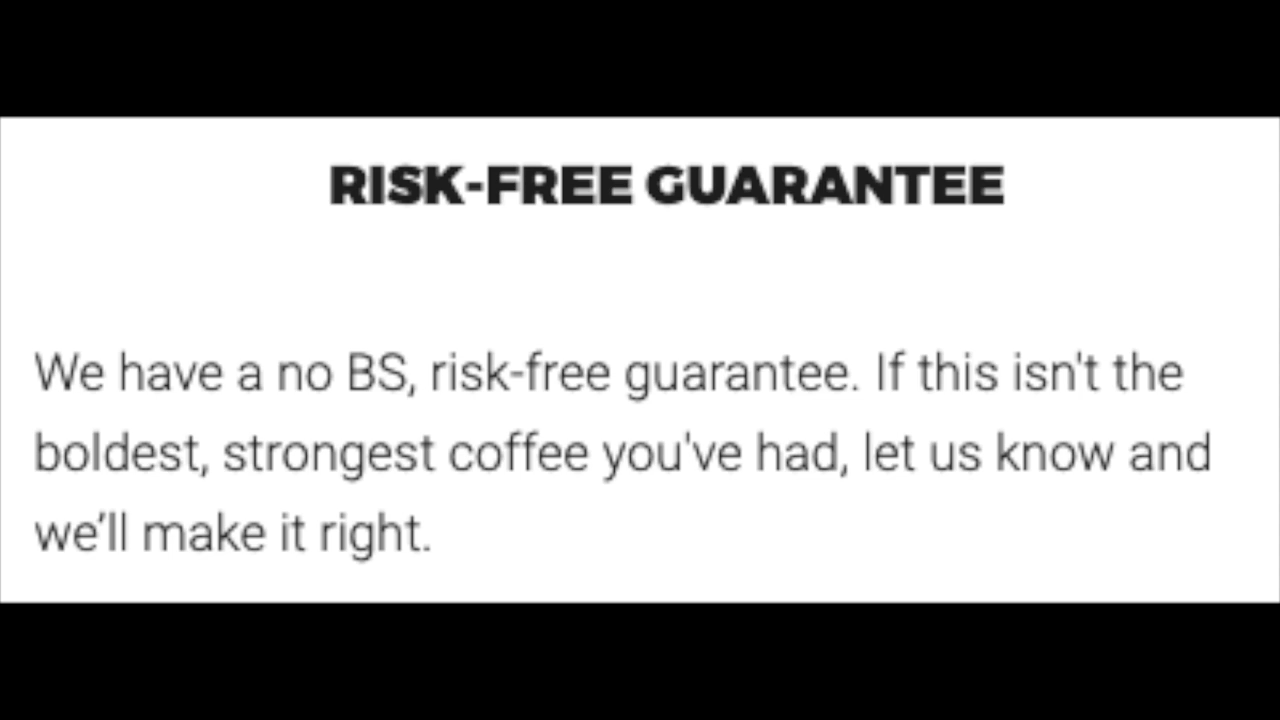 RISK-FREE GUARANTEE
We have a no BS, risk-free guarantee. If this isn't the
boldest, strongest coffee you've had, let us know and
we’ll make it right.